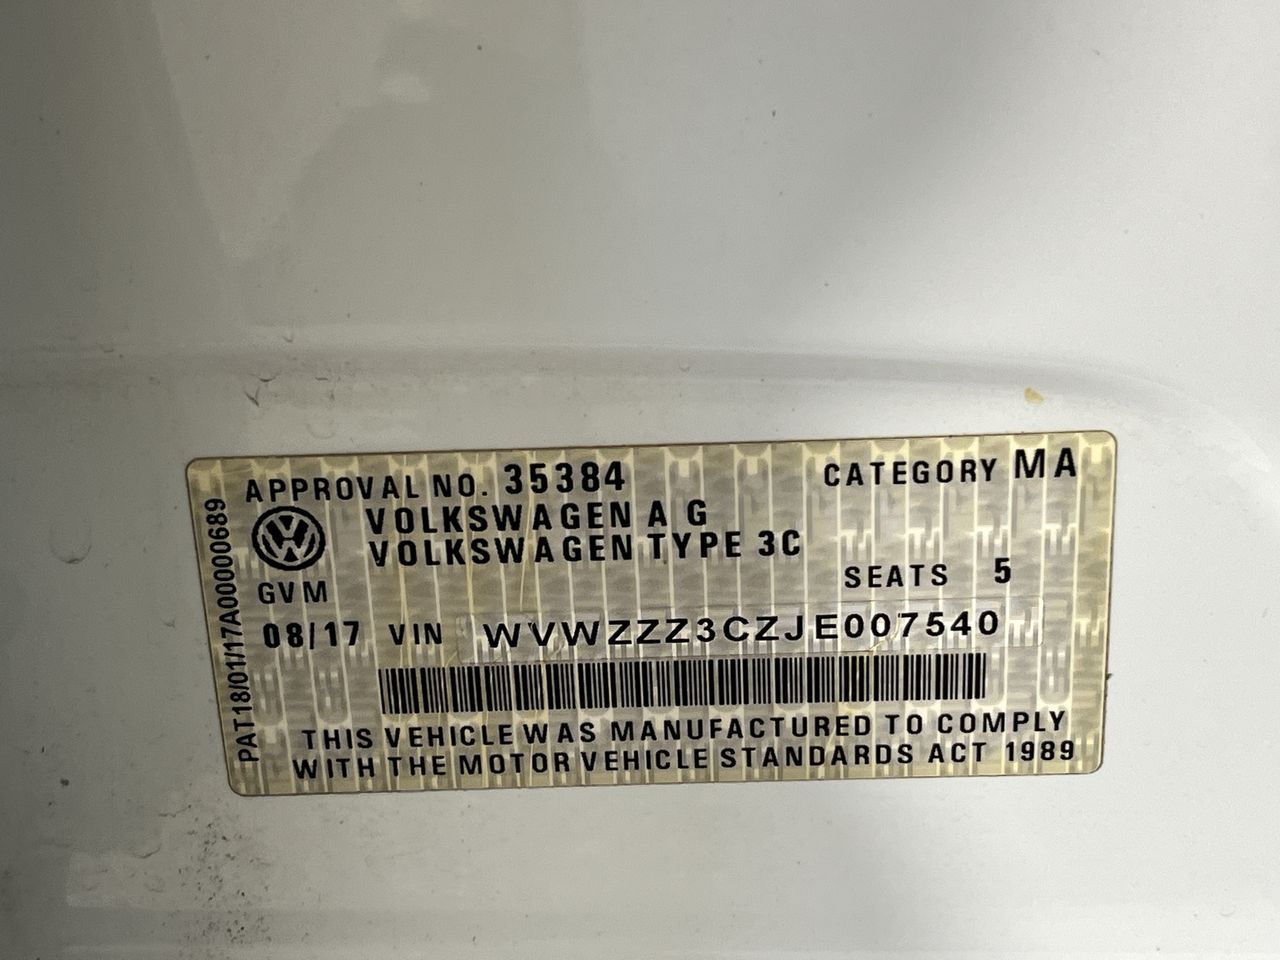 APPROVAL NO. 35384 CATEGORY MA
VOLKSWAGEN AG
VOLKSWAGEN TYPE 3C
GVM SEATS 5
08/17 VIN WVWZZZ3CZJE007540
THIS VEHICLE WAS MANUFACTURED TO COMPLY
WITH THE MOTOR VEHICLE STANDARDS ACT 1989
PAT18/01/17A00000689